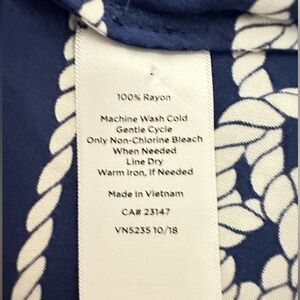 100% Rayon
Machine Wash Cold
Gentle Cycle
Only Non-Chlorine Bleach
When Needed
Line Dry
Warm Iron, If Needed
Made In Vietnam
CA# 23147
VN5235 10/18